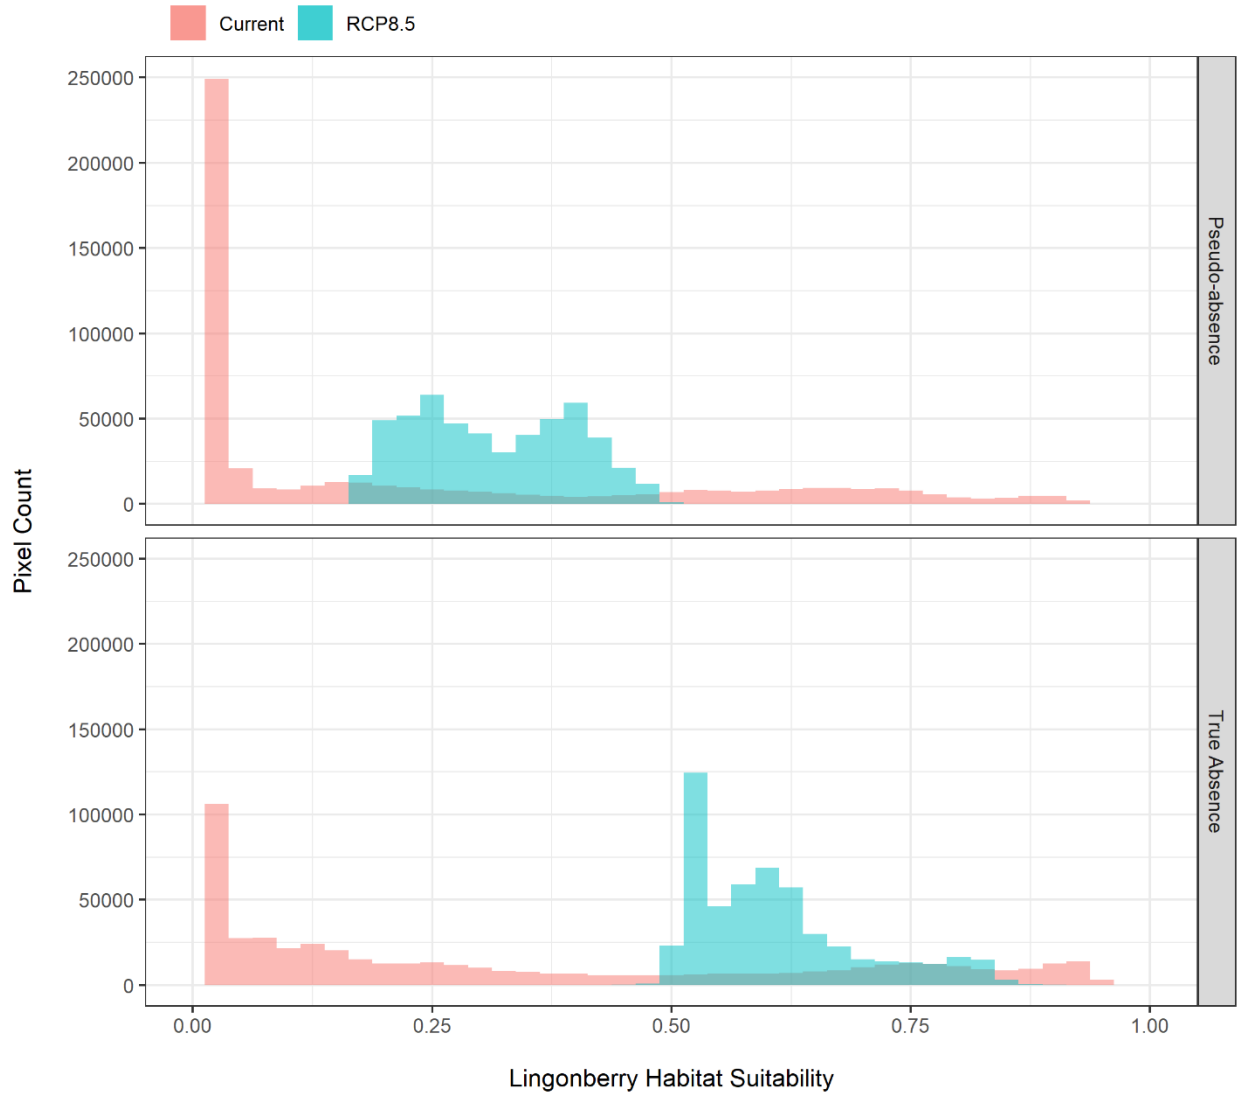 Current RCP8.5
250000
200000
150000
100000
50000
0
Pseudo-absence
250000
200000
150000
100000
50000
0
True Absence
Pixel Count
0.00 0.25 0.50 0.75 1.00
Lingonberry Habitat Suitability